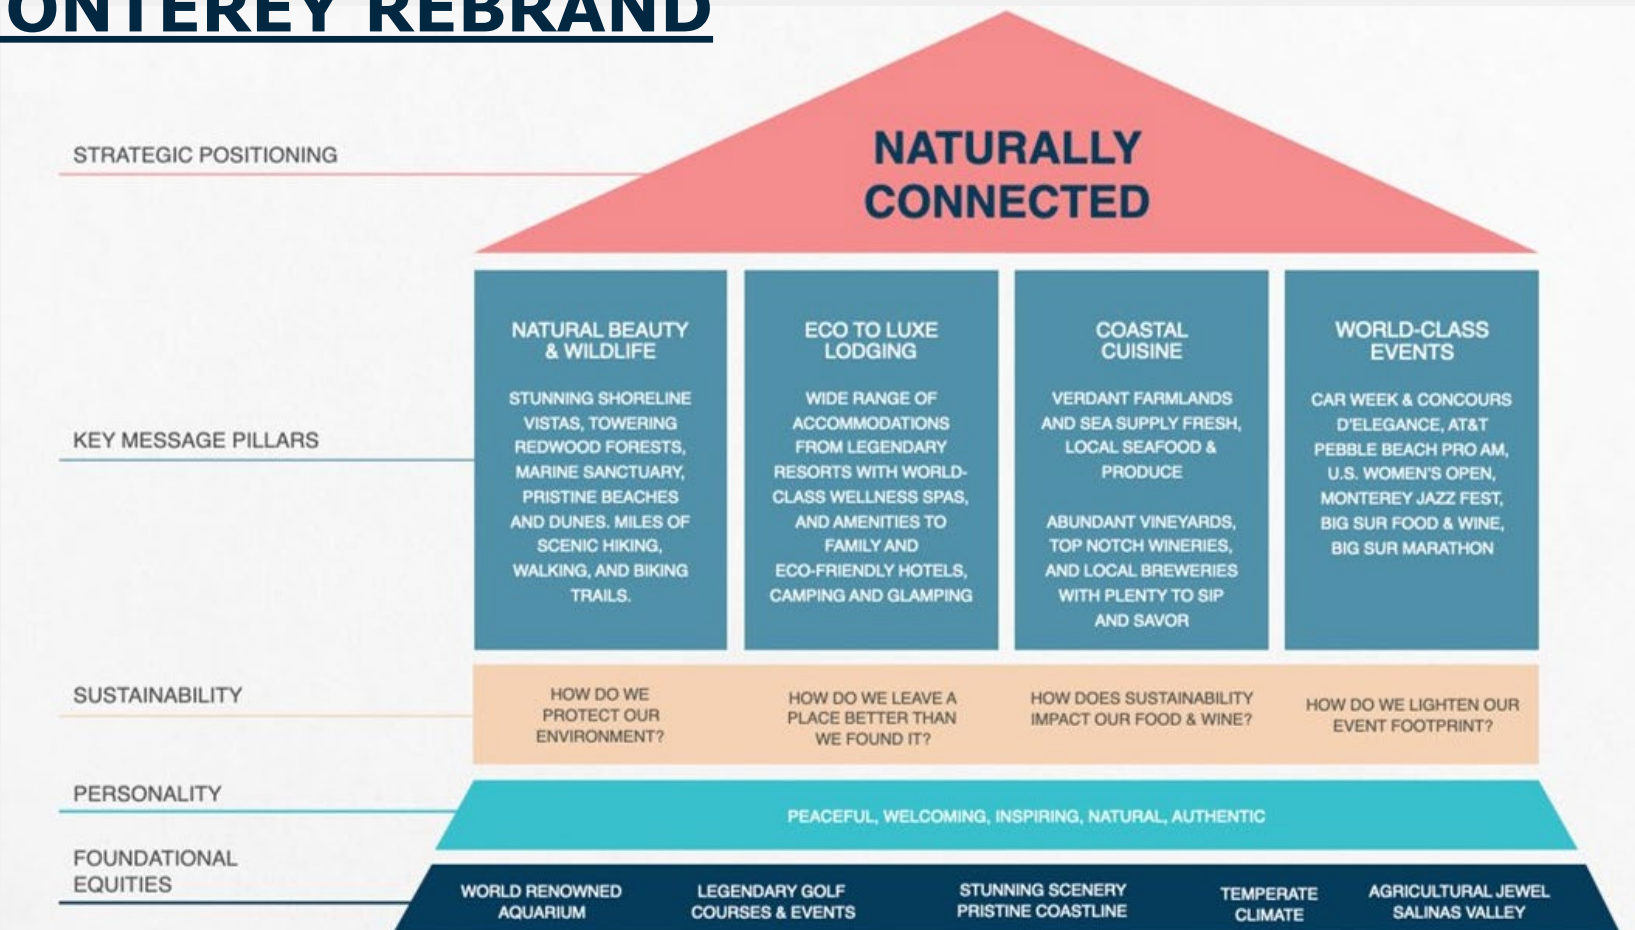 ONTEREY REBRAND
STRATEGIC POSITIONING
NATURALLY
CONNECTED
KEY MESSAGE PILLARS
NATURAL BEAUTY
& WILDLIFE
STUNNING SHORELINE
VISTAS, TOWERING
REDWOOD FORESTS,
MARINE SANCTUARY,
PRISTINE BEACHES
AND DUNES. MILES OF
SCENIC HIKING,
WALKING, AND BIKING
TRAILS.
ECO TO LUXE
LODGING
WIDE RANGE OF
ACCOMMODATIONS
FROM LEGENDARY
RESORTS WITH WORLD-
CLASS WELLNESS SPAS,
AND AMENITIES TO
FAMILY AND
ECO-FRIENDLY HOTELS,
CAMPING AND GLAMPING
COASTAL
CUISINE
VERDANT FARMLANDS
AND SEA SUPPLY FRESH,
LOCAL SEAFOOD &
PRODUCE
ABUNDANT VINEYARDS,
TOP NOTCH WINERIES,
AND LOCAL BREWERIES
WITH PLENTY TO SIP
AND SAVOR
WORLD-CLASS
EVENTS
CAR WEEK & CONCOURS
D'ELEGANCE, AT&T
PEBBLE BEACH PRO AM,
U.S. WOMEN'S OPEN,
MONTEREY JAZZ FEST,
BIG SUR FOOD & WINE,
BIG SUR MARATHON
SUSTAINABILITY
HOW DO WE
PROTECT OUR
ENVIRONMENT?
HOW DO WE LEAVE A
PLACE BETTER THAN
WE FOUND IT?
HOW DOES SUSTAINABILITY
IMPACT OUR FOOD & WINE?
HOW DO WE LIGHTEN OUR
EVENT FOOTPRINT?
PERSONALITY
PEACEFUL, WELCOMING, INSPIRING, NATURAL, AUTHENTIC
FOUNDATIONAL
EQUITIES
WORLD RENOWNED
AQUARIUM
LEGENDARY GOLF
COURSES & EVENTS
STUNNING SCENERY
PRISTINE COASTLINE
TEMPERATE
CLIMATE
AGRICULTURAL JEWEL
SALINAS VALLEY